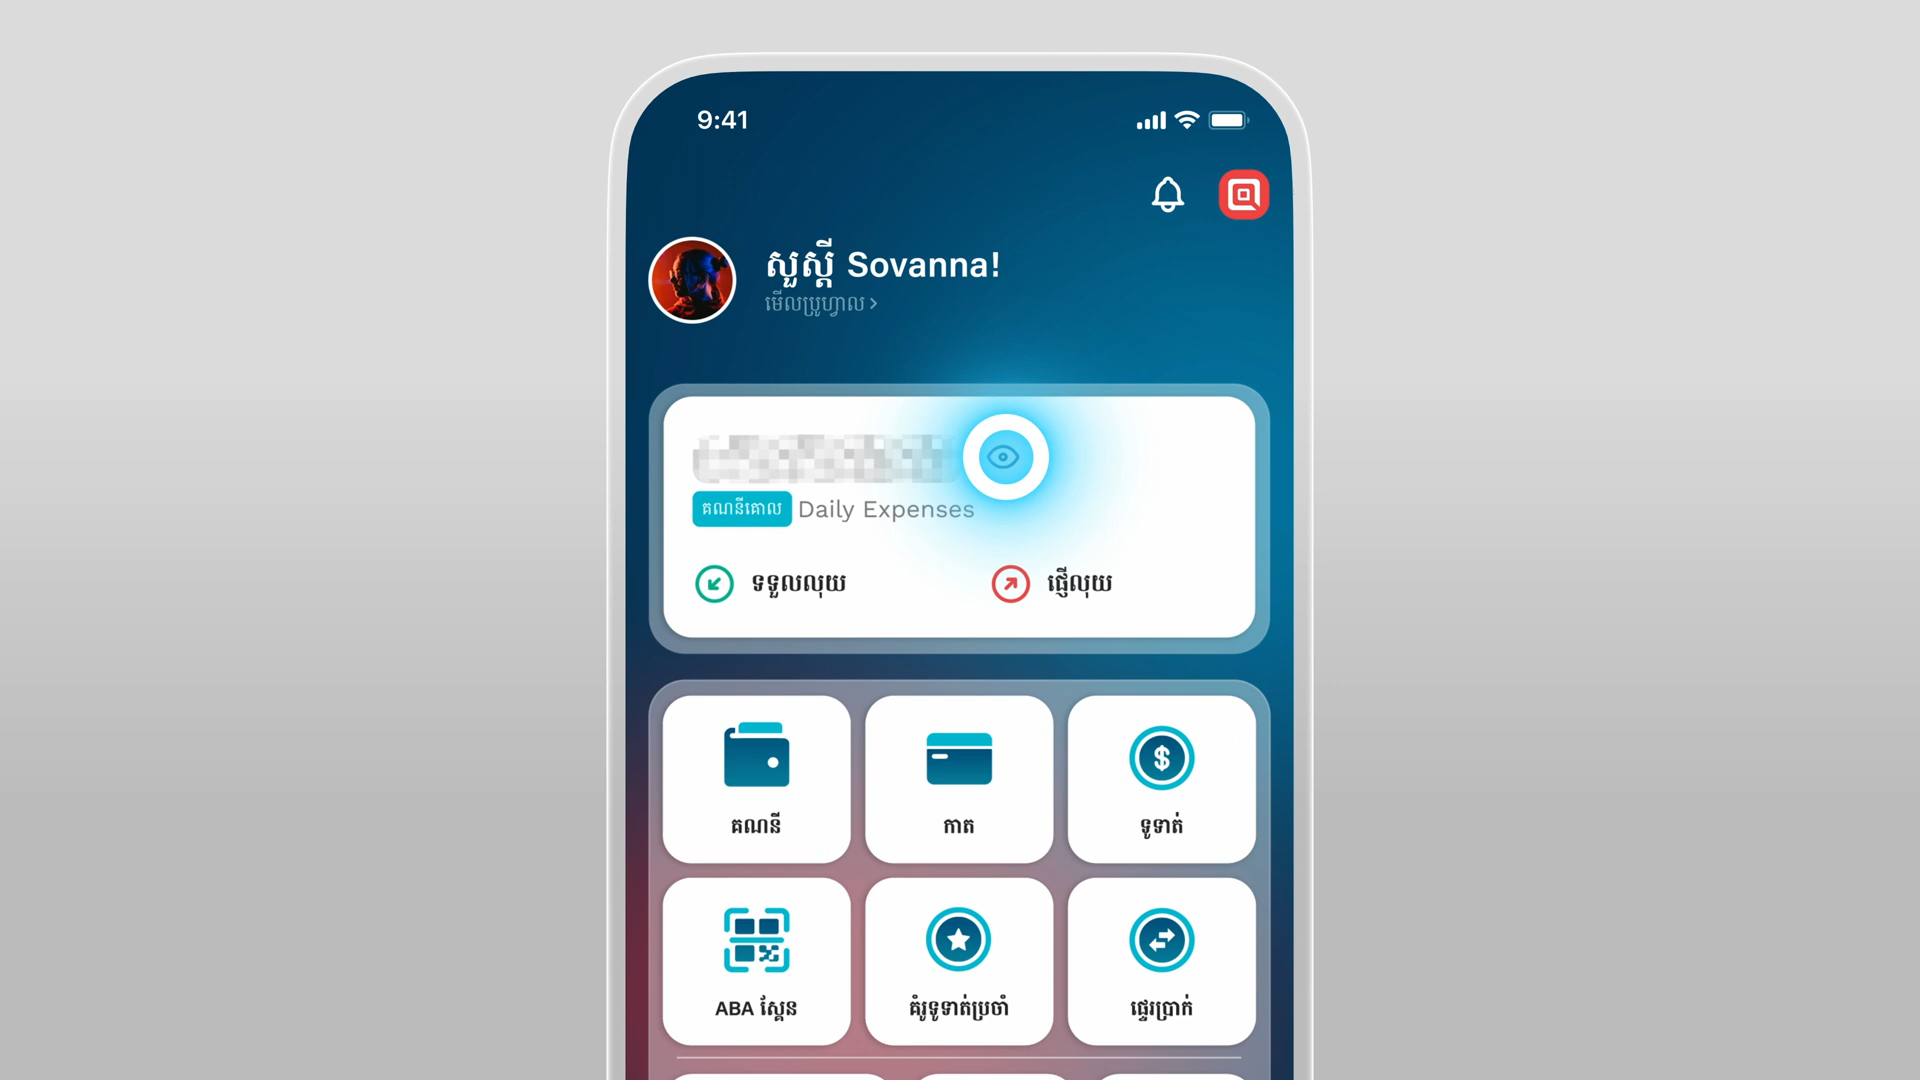 9:41
សួស្តី Sovanna!
មើលប្រូហ្វាល >
គណនីគោល Daily Expenses
ទទួលលុយ
ផ្ញើលុយ
គណនី
កាត
ទូទាត់
ABA ស្កែន
គំរូទូទាត់ប្រចាំ
ផ្ទេរប្រាក់